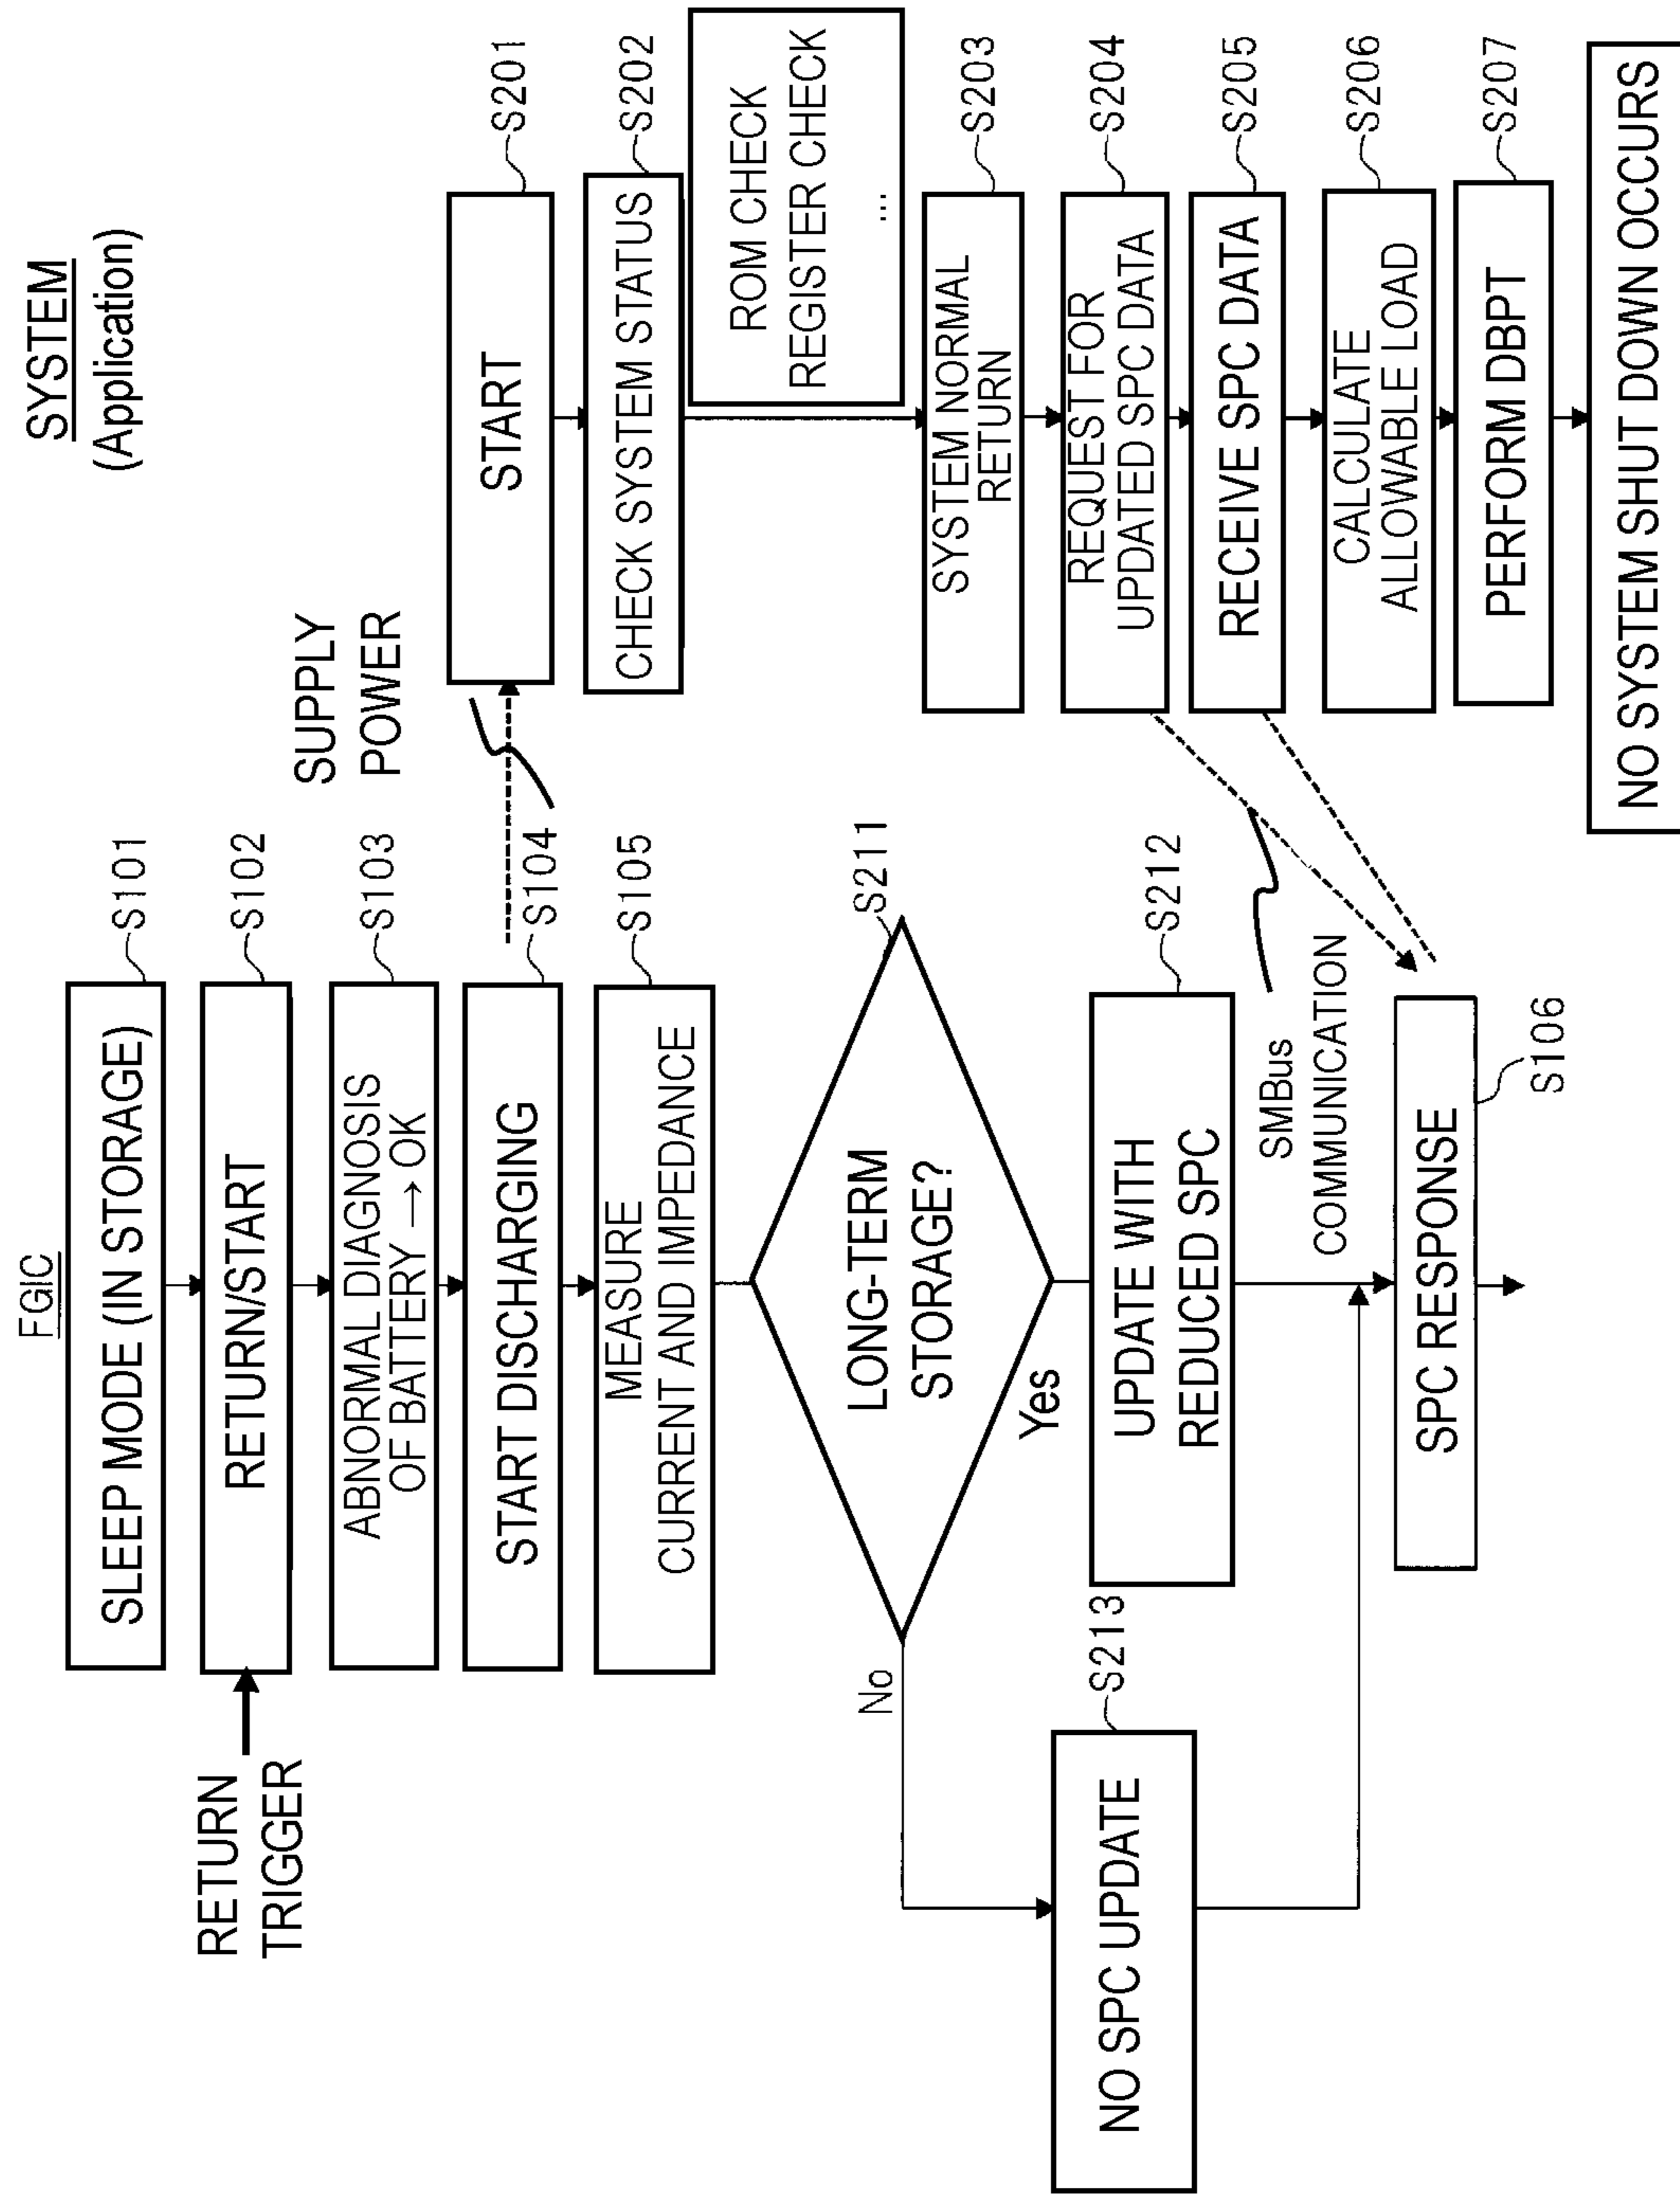 FGIC
SLEEP MODE (IN STORAGE)
S101
RETURN
TRIGGER
RETURN/START
S102
ABNORMAL DIAGNOSIS
OF BATTERY → OK
S103
START DISCHARGING
S104
MEASURE
CURRENT AND IMPEDANCE
S105
LONG-TERM
STORAGE?
S211
No
Yes
NO SPC UPDATE
S213
UPDATE WITH
REDUCED SPC
S212
SMBus
COMMUNICATION
SPC RESPONSE
S106
SYSTEM
(Application)
SUPPLY
POWER
START
S201
CHECK SYSTEM STATUS
S202
ROM CHECK
REGISTER CHECK
...
SYSTEM NORMAL
RETURN
S203
REQUEST FOR
UPDATED SPC DATA
S204
RECEIVE SPC DATA
S205
CALCULATE
ALLOWABLE LOAD
S206
PERFORM DBPT
S207
NO SYSTEM SHUT DOWN OCCURS